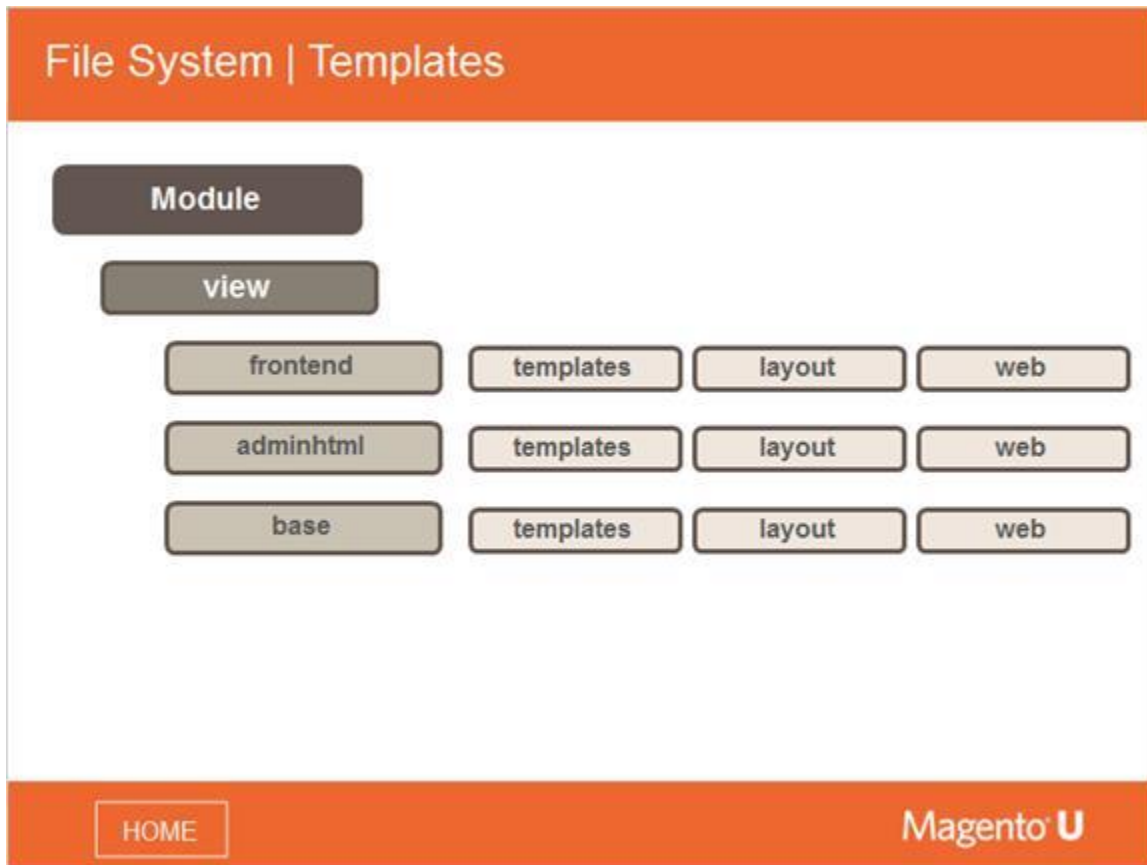 File System | Templates
Module
view
frontend templates layout web
adminhtml templates layout web
base templates layout web
HOME Magento U